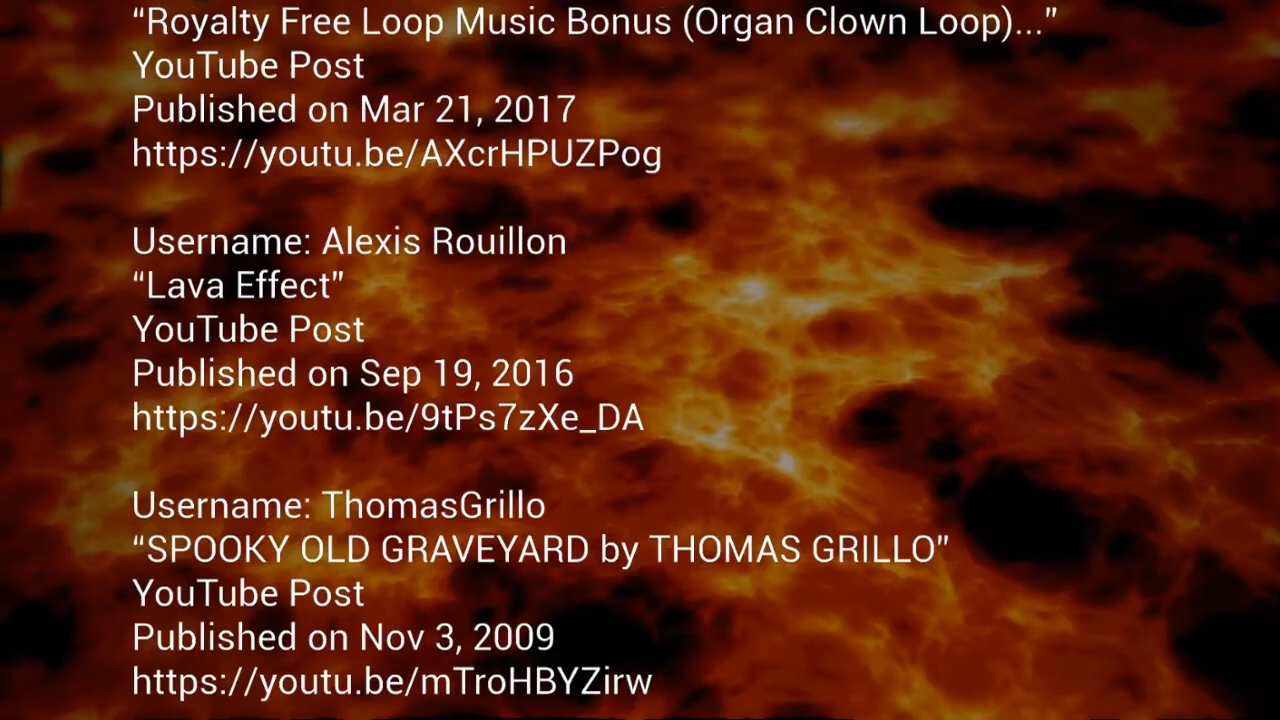 “Royalty Free Loop Music Bonus (Organ Clown Loop)...”
YouTube Post
Published on Mar 21, 2017
https://youtu.be/AXcrHPUZPog
Username: Alexis Rouillon
“Lava Effect”
YouTube Post
Published on Sep 19, 2016
https://youtu.be/9tPs7zXe_DA
Username: ThomasGrillo
“SPOOKY OLD GRAVEYARD by THOMAS GRILLO”
YouTube Post
Published on Nov 3, 2009
https://youtu.be/mTroHBYZirw